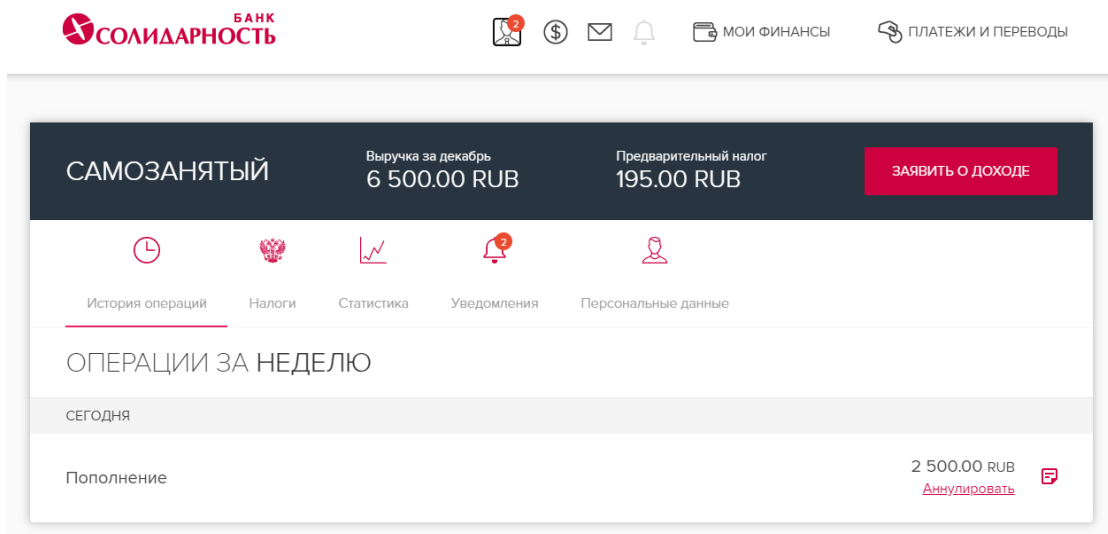 БАНК
СОЛИДАРНОСТЬ
2
МОИ ФИНАНСЫ
ПЛАТЕЖИ И ПЕРЕВОДЫ
САМОЗАНЯТЫЙ
Выручка за декабрь
6 500.00 RUB
Предварительный налог
195.00 RUB
ЗАЯВИТЬ О ДОХОДЕ
2
История операций
Налоги
Статистика
Уведомления
Персональные данные
ОПЕРАЦИИ ЗА НЕДЕЛЮ
СЕГОДНЯ
Пополнение
2 500.00 RUB
Аннулировать